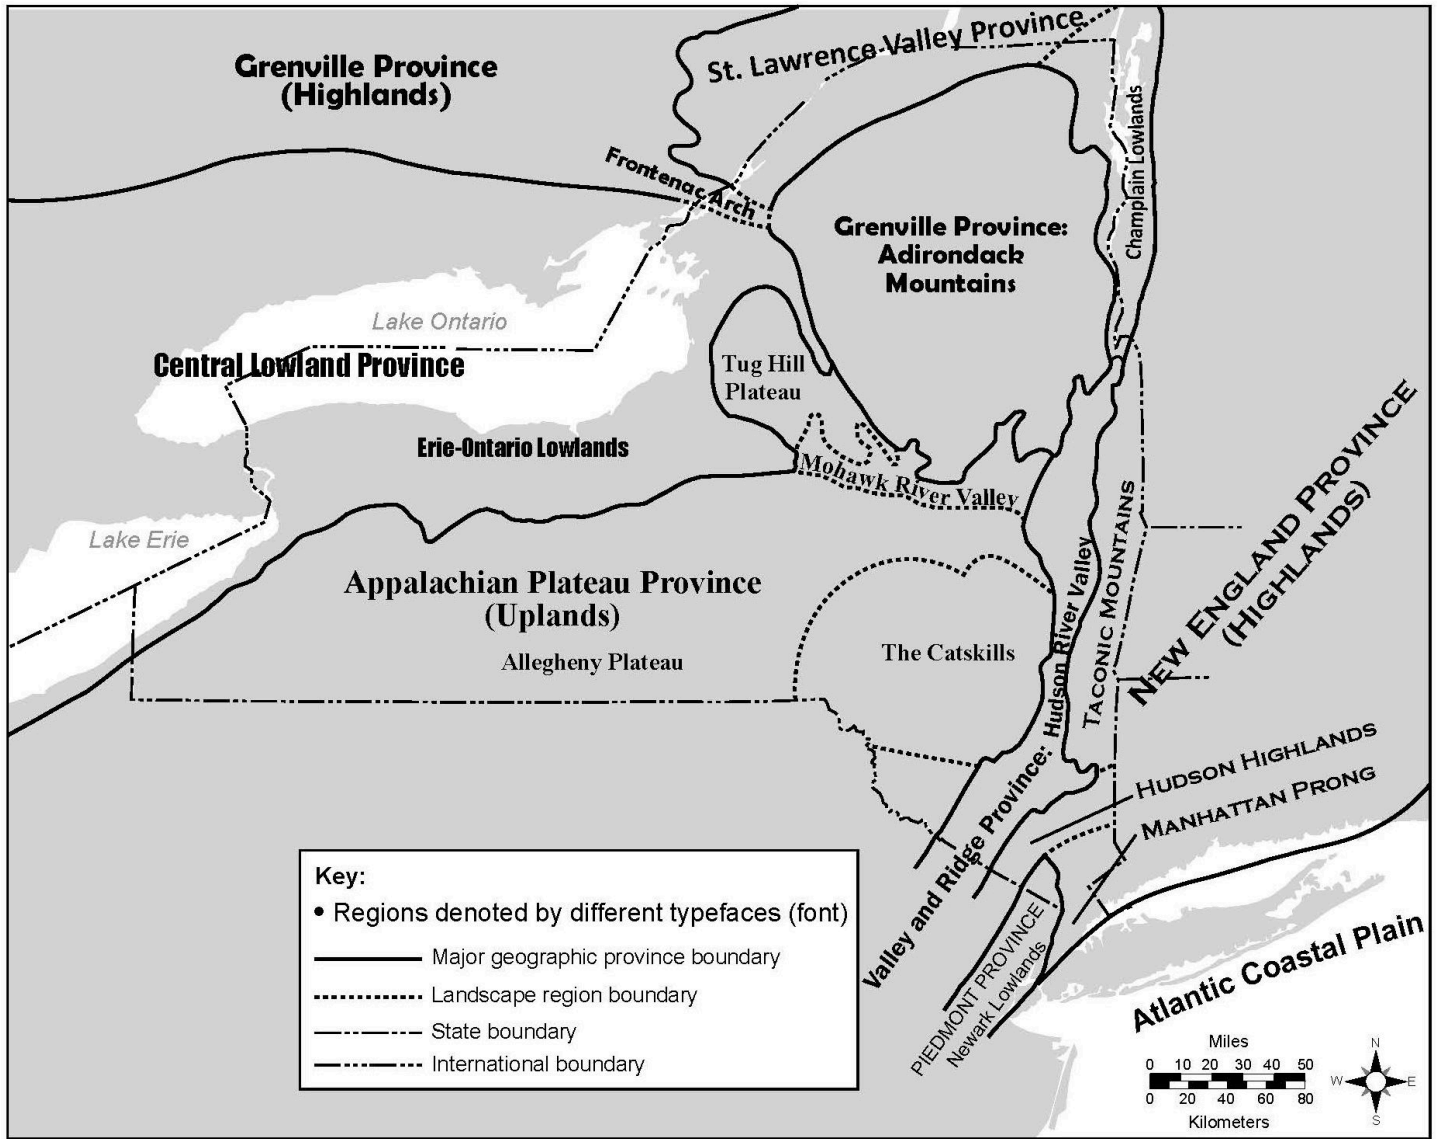 St. Lawrence Valley Province
Grenville Province
(Highlands)
Champlain Lowlands
Frontenac Arch
Grenville Province:
Adirondack
Mountains
Lake Ontario
Central Lowland Province
Tug Hill
Plateau
Erie-Ontario Lowlands
Mohawk River Valley
Lake Erie
Appalachian Plateau Province
(Uplands)
Allegheny Plateau
The Catskills
Valley and Ridge Province: Hudson River Valley
TACONIC MOUNTAINS
NEW ENGLAND PROVINCE
(HIGHLANDS)
HUDSON HIGHLANDS
MANHATTAN PRONG
PIEDMONT PROVINCE
Newark Lowlands
Atlantic Coastal Plain
Key:
• Regions denoted by different typefaces (font)
Major geographic province boundary
Landscape region boundary
State boundary
International boundary
Miles
0 10 20 30 40 50
0 20 40 60 80
Kilometers
N
W E
S